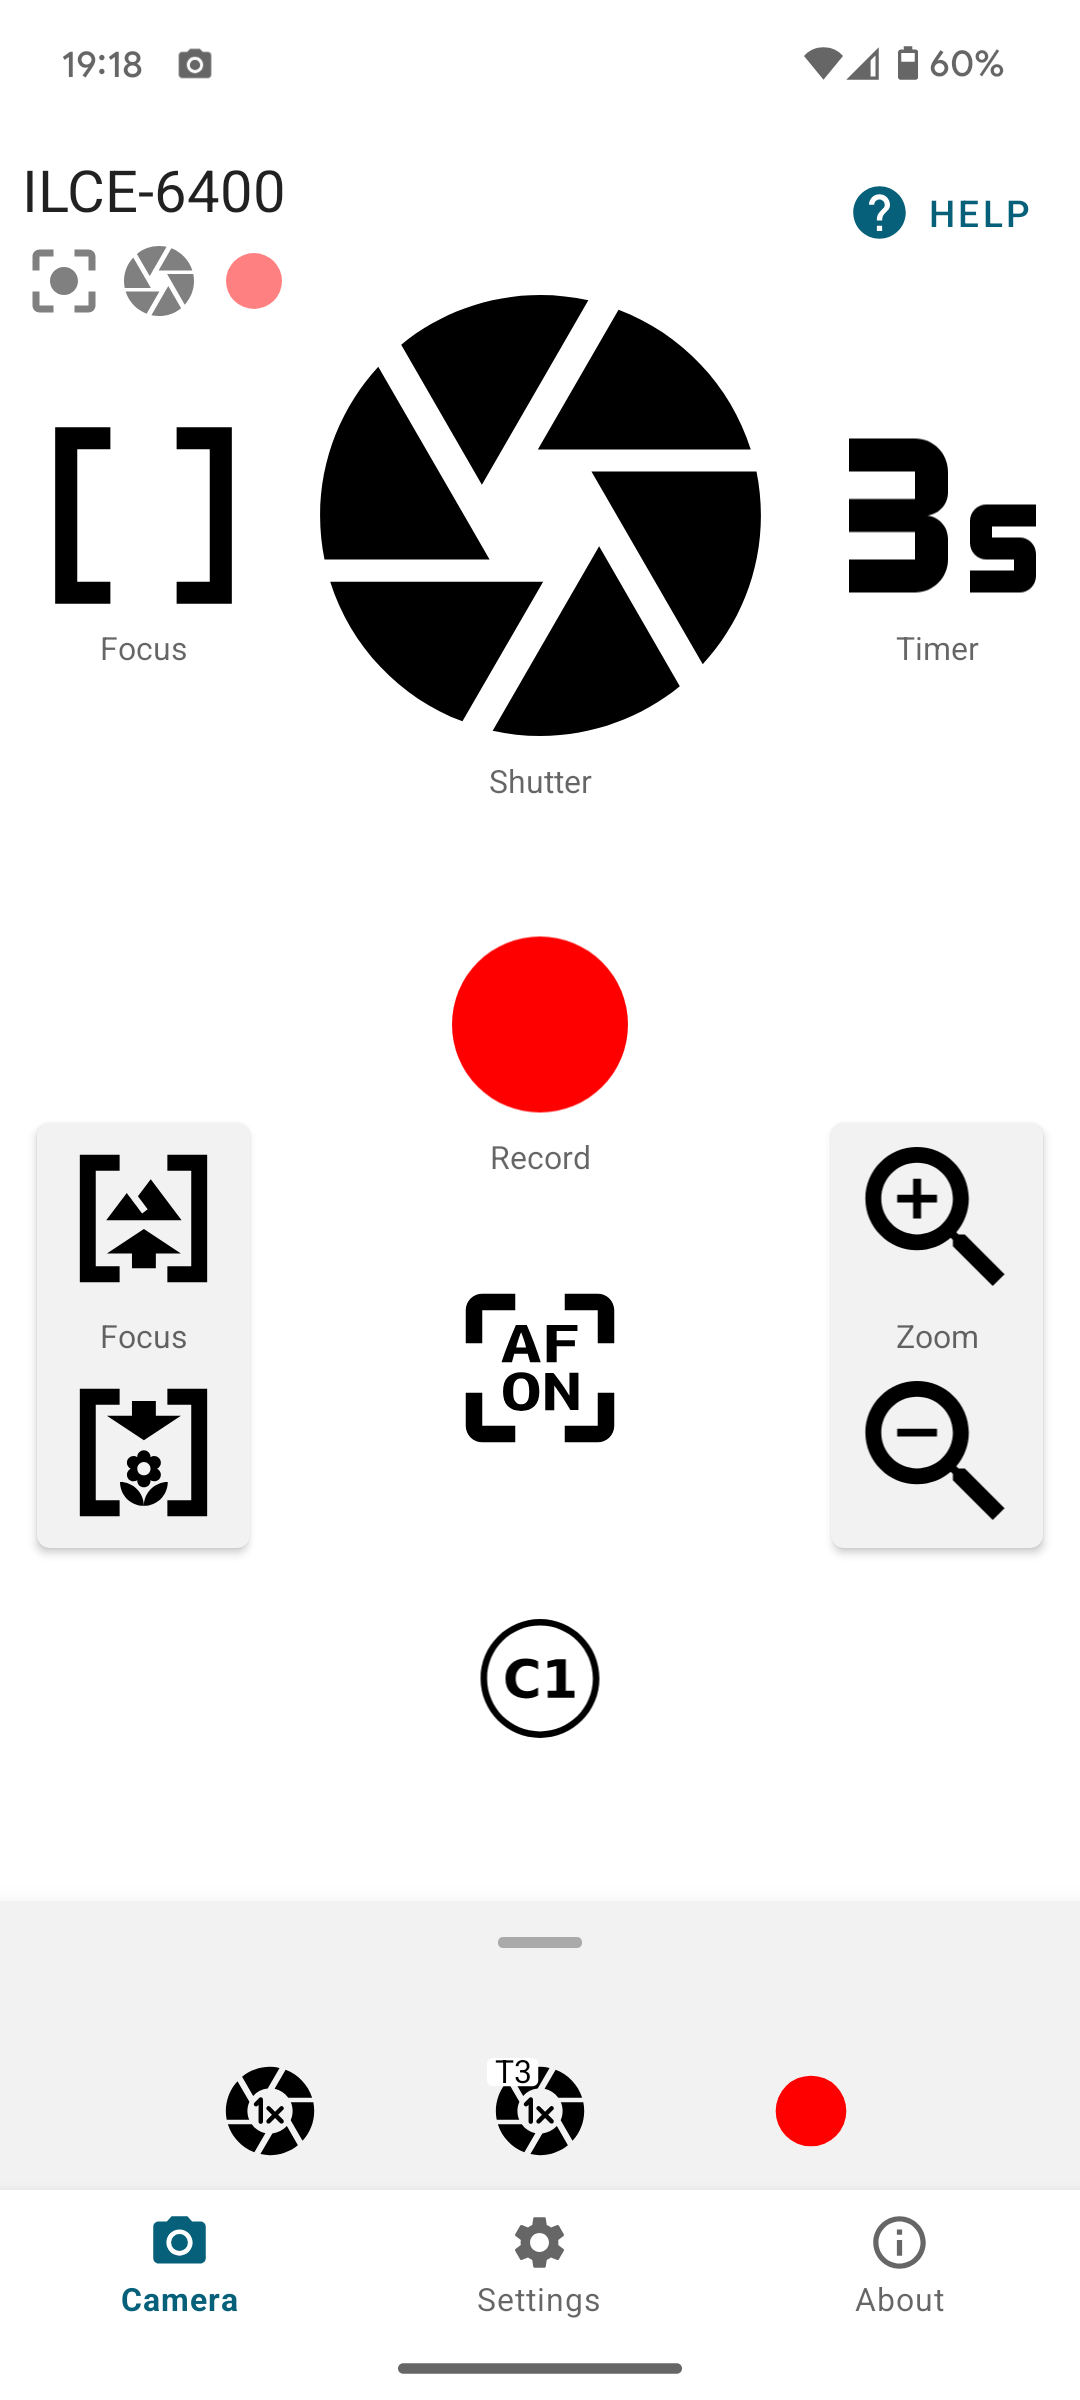 19:18
60%
ILCE-6400
HELP
3s
Focus
Timer
Shutter
Record
Focus
AF
ON
Zoom
C1
1x
T3
1x
Camera
Settings
About